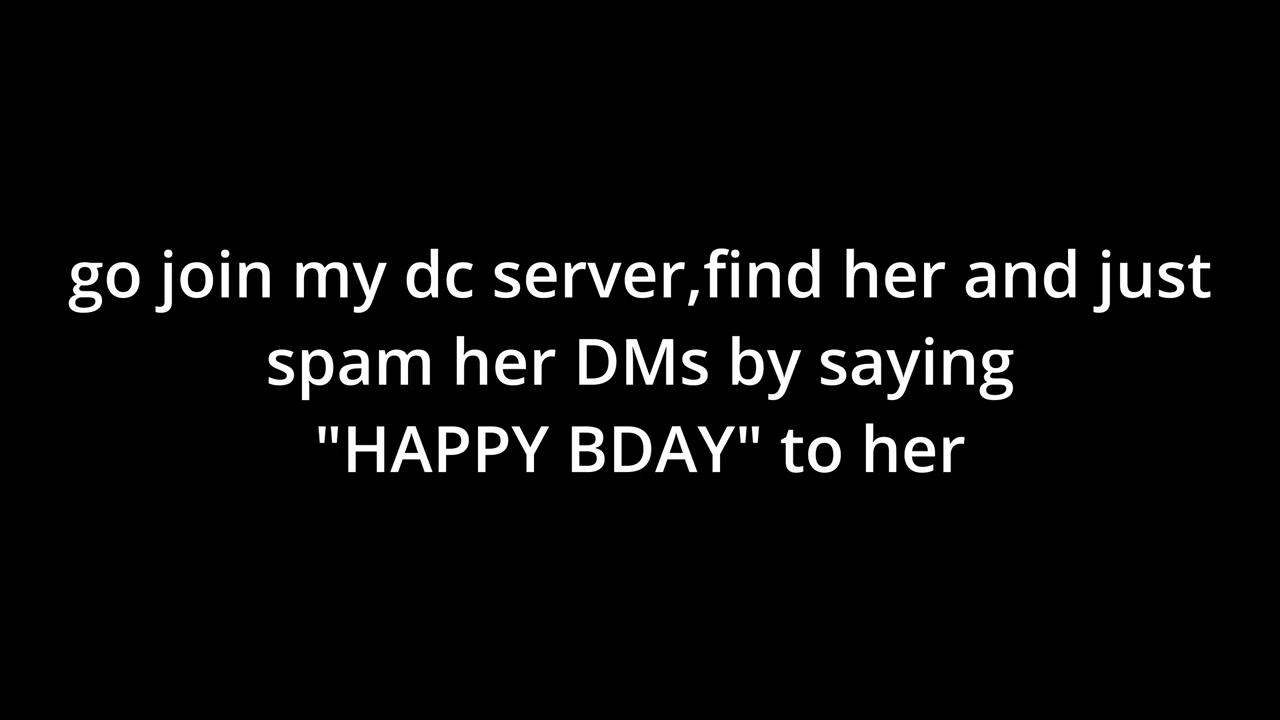 go join my dc server,find her and just
spam her DMs by saying
"HAPPY BDAY" to her